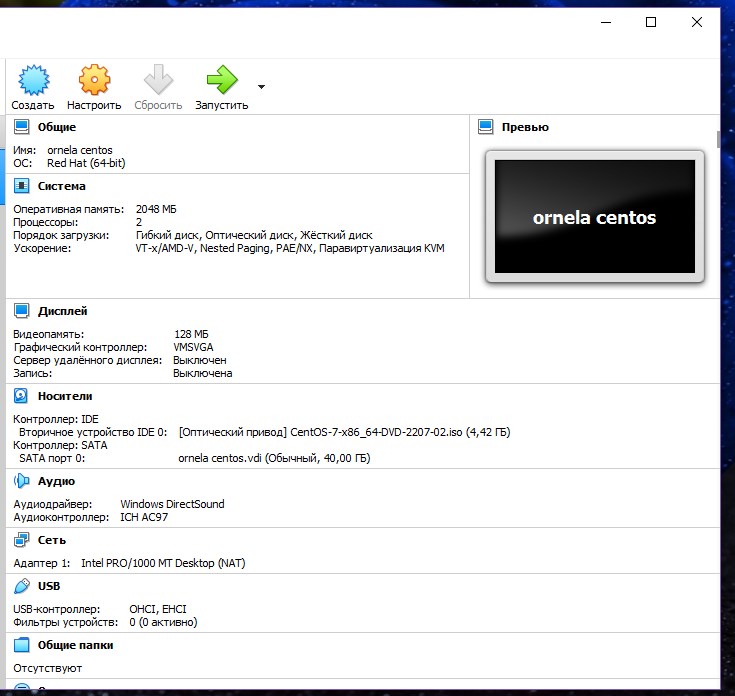 Создать Настроить Сбросить Запустить
Общие
Имя: ornela centos
ОС: Red Hat (64-bit)
Превью
ornela centos
Система
Оперативная память: 2048 МБ
Процессоры: 2
Порядок загрузки: Гибкий диск, Оптический диск, Жёсткий диск
Ускорение: VT-x/AMD-V, Nested Paging, PAE/NX, Паравиртуализация KVM
Дисплей
Видеопамять: 128 МБ
Графический контроллер: VMSVGA
Сервер удалённого дисплея: Выключен
Запись: Выключена
Носители
Контроллер: IDE
Вторичное устройство IDE 0: [Оптический привод] CentOS-7-x86_64-DVD-2207-02.iso (4,42 ГБ)
Контроллер: SATA
SATA порт 0: ornela centos.vdi (Обычный, 40,00 ГБ)
Аудио
Аудиодрайвер: Windows DirectSound
Аудиоконтроллер: ICH AC97
Сеть
Адаптер 1: Intel PRO/1000 MT Desktop (NAT)
USB
USB-контроллер: OHCI, EHCI
Фильтры устройств: 0 (0 активно)
Общие папки
Отсутствуют